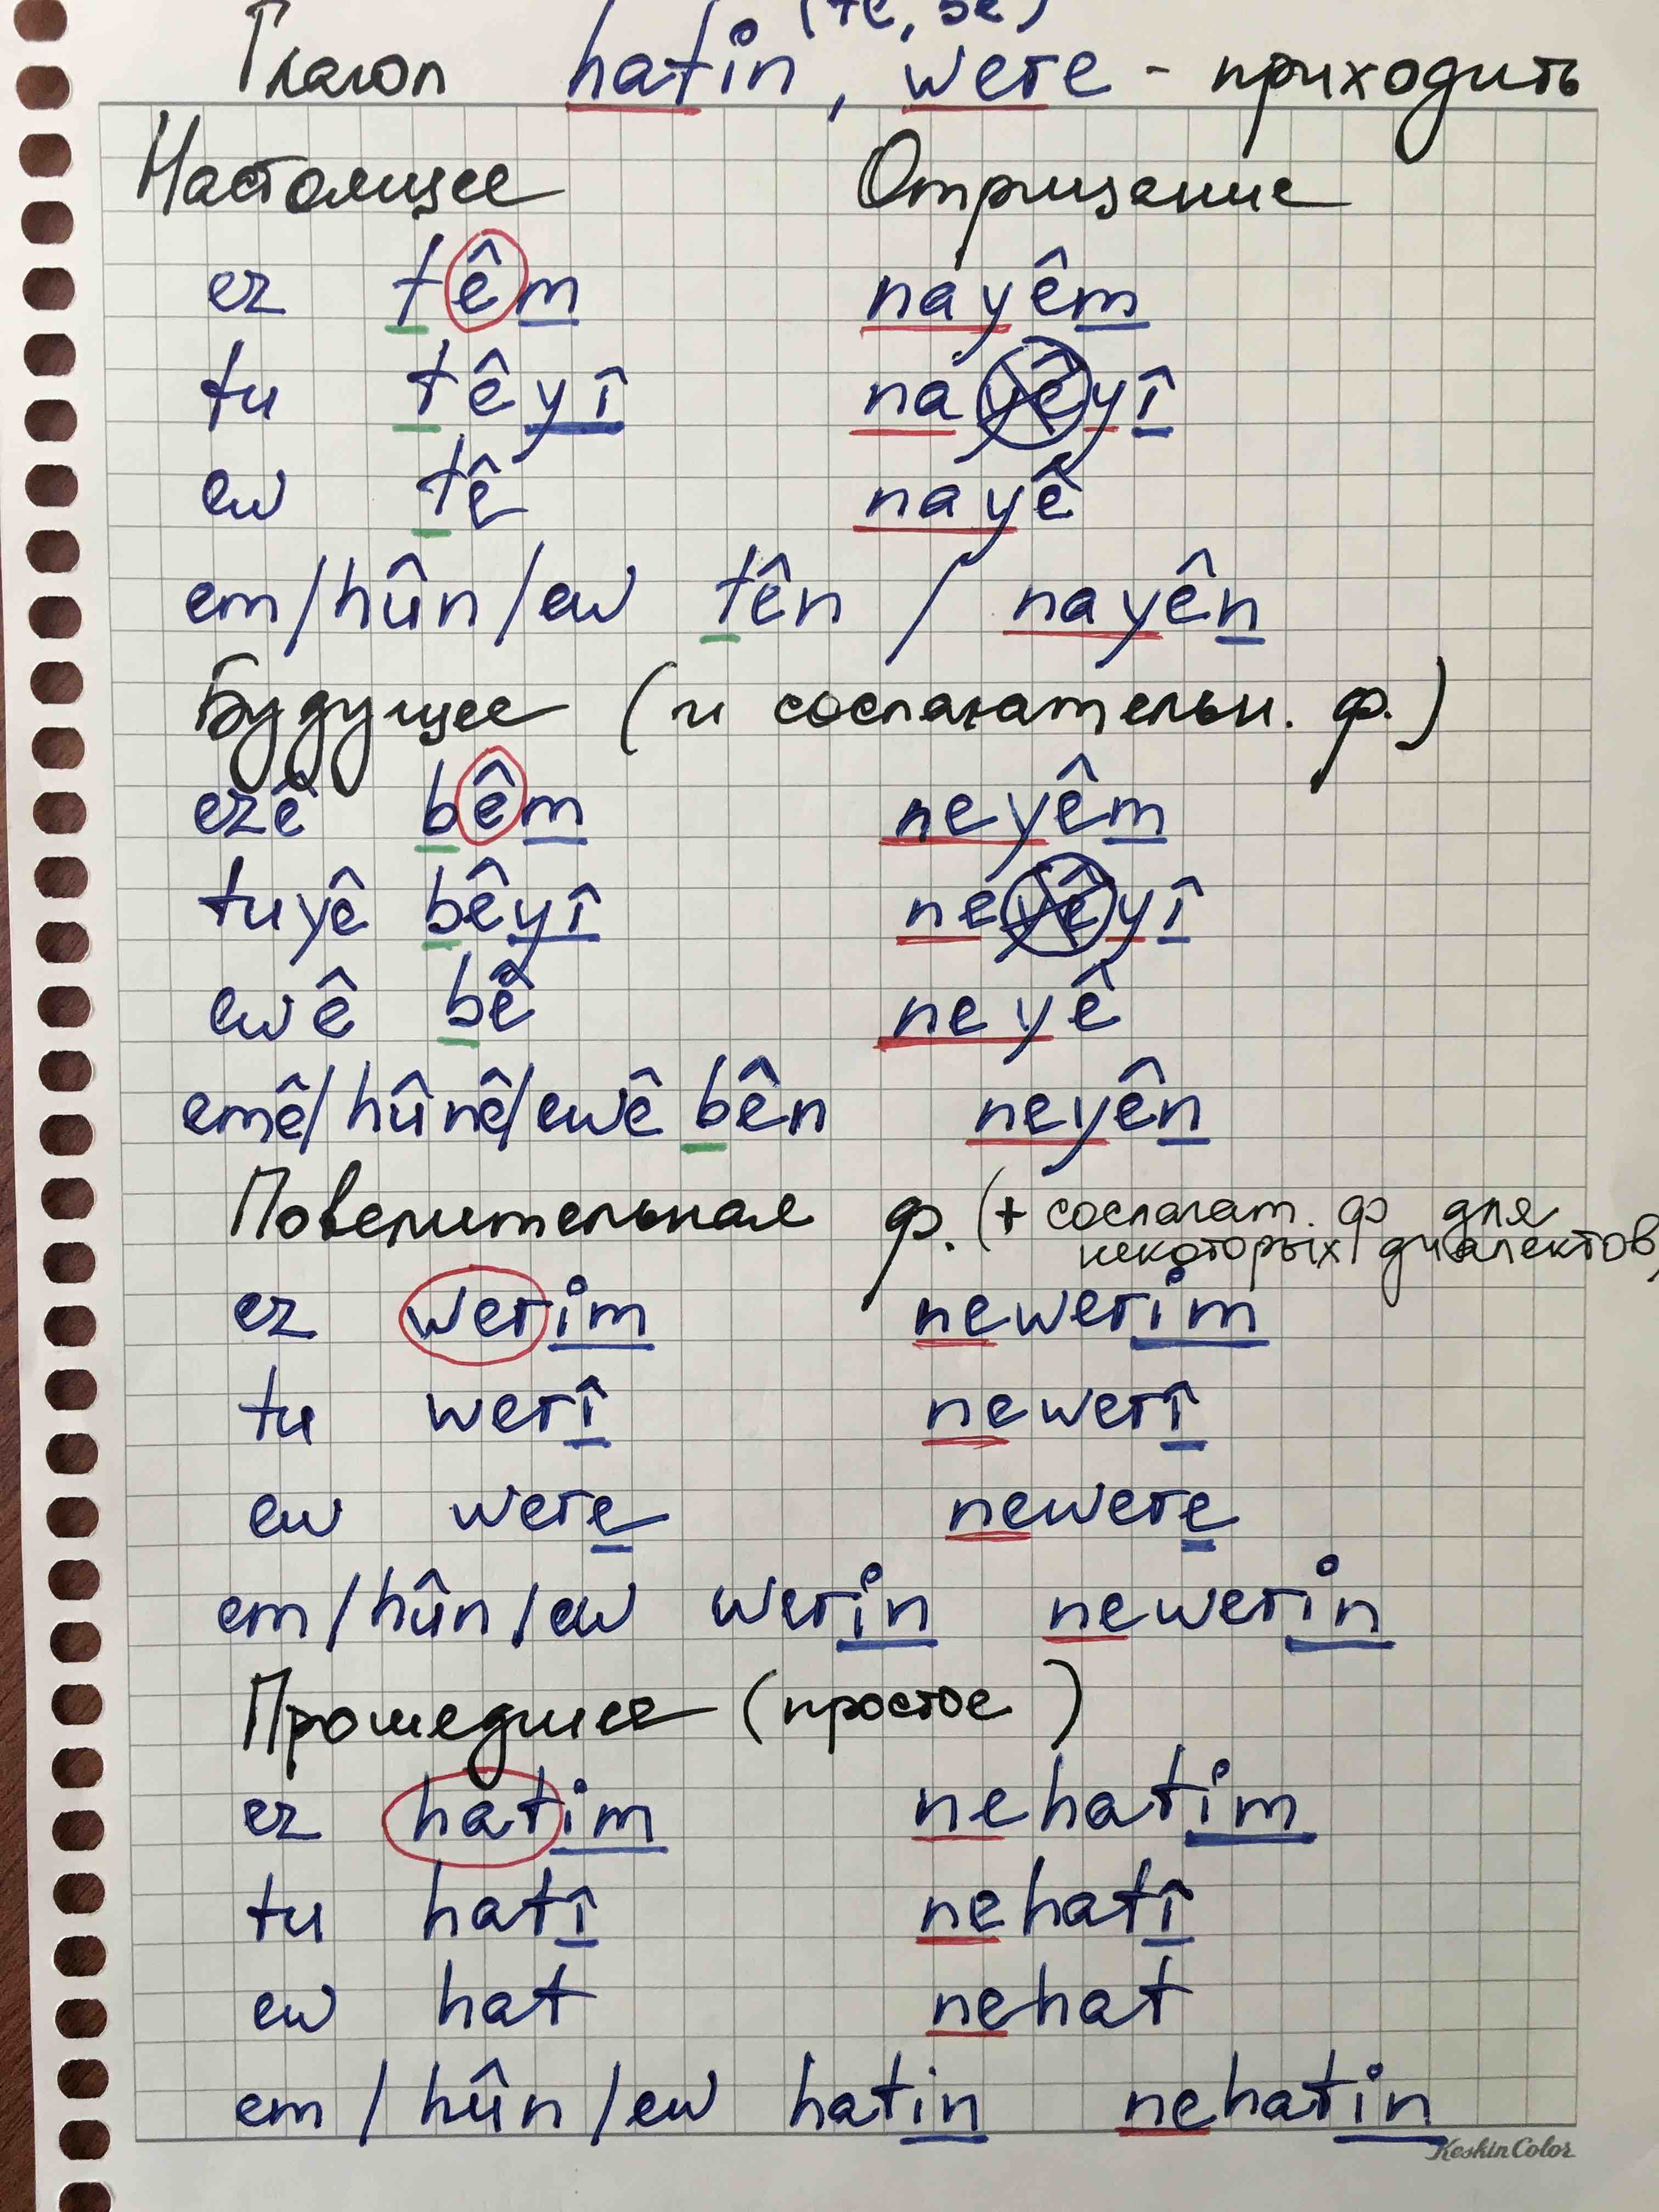 (tê, bê)
Глагол hatin, were - приходить
Настоящее Отрицание
ez têm nayêm
tu têyî nayêyî
ew tê nayê
em/hûn/ew tên / nayên
Будущее (и сослагательн. ф.)
ezê bêm neyêm
tuyê bêyî neyêyî
ewê bê neyê
emê/hûnê/ewê bên neyên
Повелительная ф. (+ сослагат. ф для
некоторых диалектов)
ez werim newerim
tu werî newerî
ew were newere
em/hûn/ew werin newerin
Прошедшее (простое)
ez hatim nehatim
tu hatî nehatî
ew hat nehat
em/hûn/ew hatin nehatin
Keskin Color